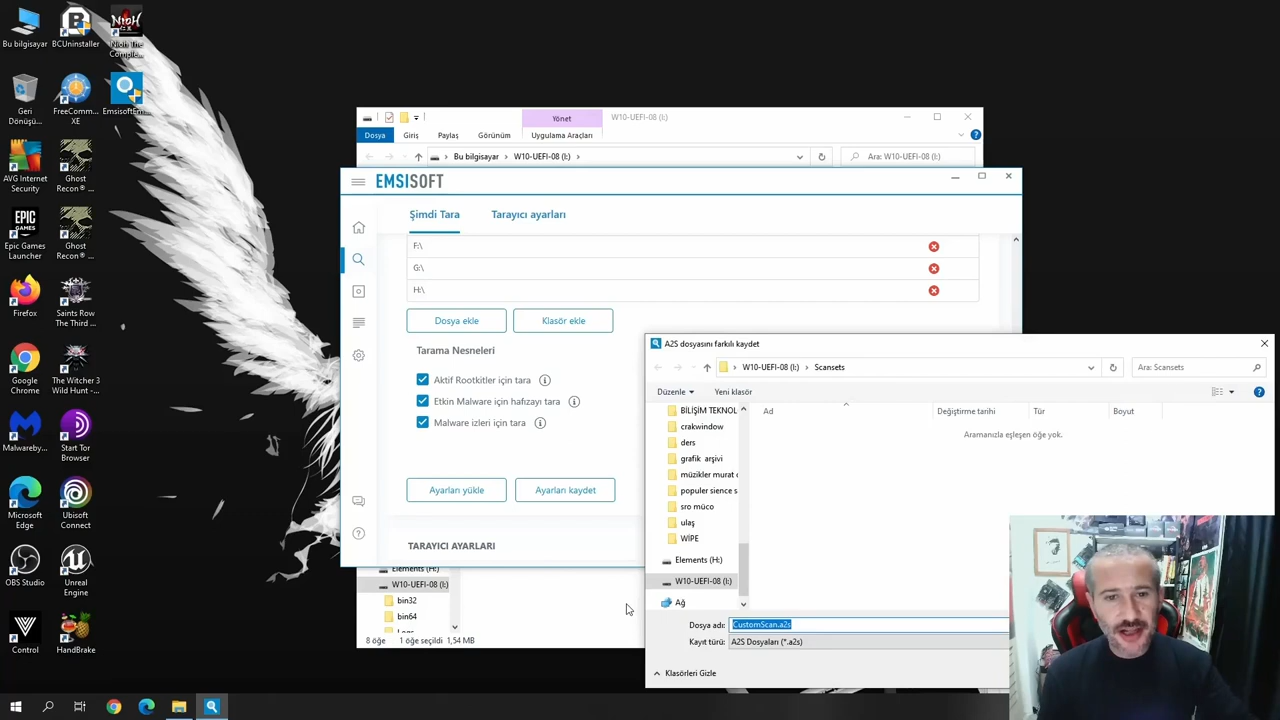 Bu bilgisayar
BCUninstaller
Nioh The
Comple...
Geri
Dönüşü...
FreeComm...
XE
EmsisoftEm...
AVG Internet
Security
Ghost
Recon® ...
Epic Games
Launcher
Ghost
Recon® ...
Firefox
Saints Row
The Third ...
Google
Chrome
The Witcher 3
Wild Hunt -...
Malwareby...
Start Tor
Browser
Microsoft
Edge
Ubisoft
Connect
OBS Studio
Unreal
Engine
Control
HandBrake
Yönet
W10-UEFI-08 (I:)
Dosya
Giriş
Paylaş
Görünüm
Uygulama Araçları
Bu bilgisayar > W10-UEFI-08 (I:) >
Ara: W10-UEFI-08 (I:)
EMSISOFT
Şimdi Tara
Tarayıcı ayarları
F:\
G:\
H:\
Dosya ekle
Klasör ekle
Tarama Nesneleri
Aktif Rootkitler için tara
Etkin Malware için hafızayı tara
Malware izleri için tara
Ayarları yükle
Ayarları kaydet
TARAYICI AYARLARI
Elements (H:)
W10-UEFI-08 (I:)
bin32
bin64
8 öğe
1 öğe seçildi 1,54 MB
A2S dosyasını farklı kaydet
W10-UEFI-08 (I:) > Scansets
Ara: Scansets
Düzenle
Yeni klasör
Ad
Değiştirme tarihi
Tür
Boyut
Aramanızla eşleşen öğe yok.
BİLİŞİM TEKNOL
crakwindow
ders
grafik arşivi
müzikler murat c
populer sience s
sro müco
ulaş
WİPE
Elements (H:)
W10-UEFI-08 (I:)
Ağ
Dosya adı:
CustomScan.a2s
Kayıt türü:
A2S Dosyaları (*.a2s)
Klasörleri Gizle